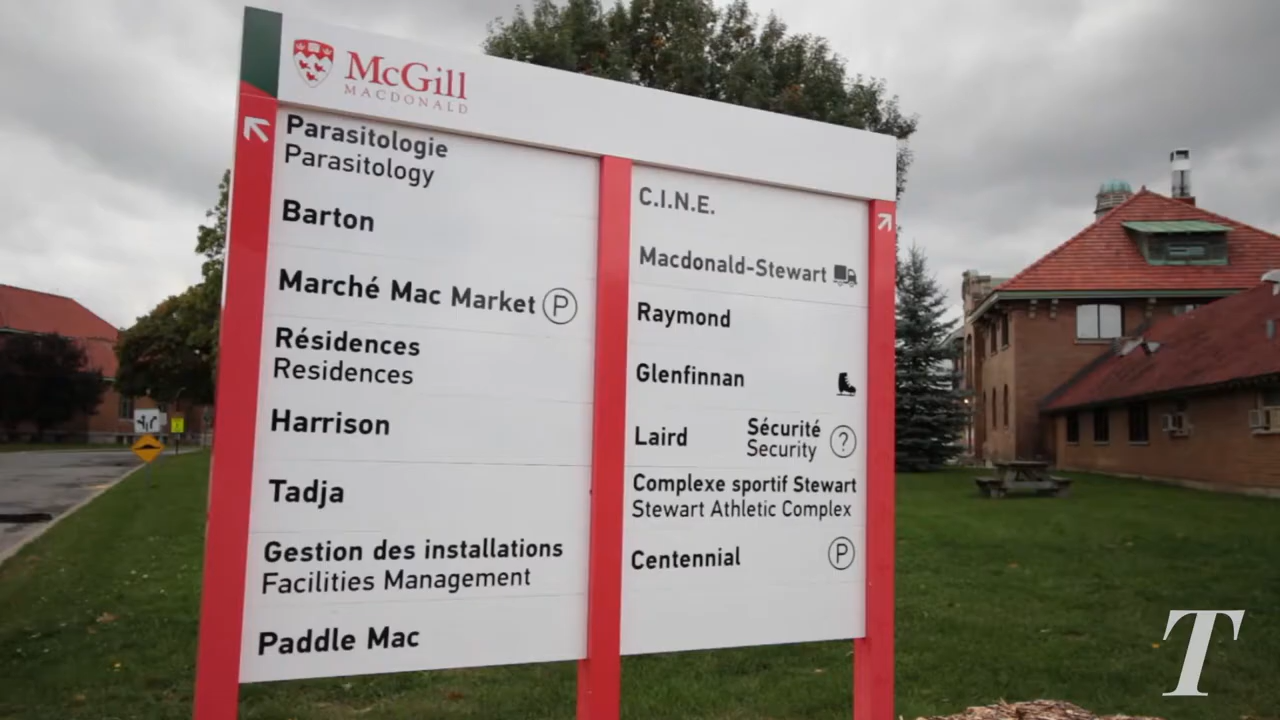 McGill
MACDONALD
Parasitologie
Parasitology
Barton
Marché Mac Market P
Résidences
Residences
Harrison
Tadja
Gestion des installations
Facilities Management
Paddle Mac
C.I.N.E.
Macdonald-Stewart
Raymond
Glenfinnan
Laird
Sécurité
Security ?
Complexe sportif Stewart
Stewart Athletic Complex
Centennial P
T